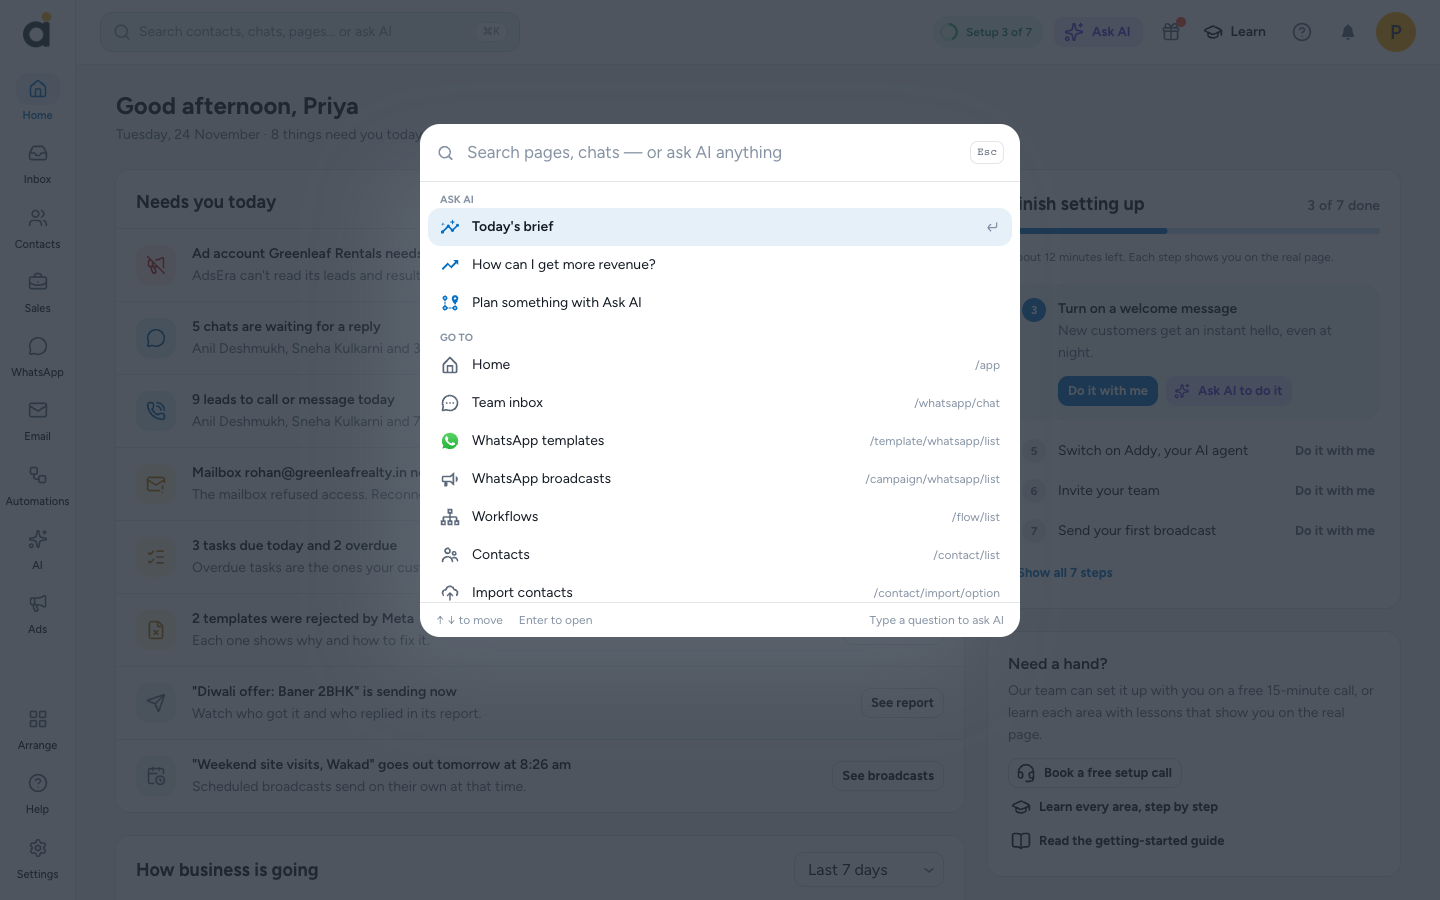 Search contacts, chats, pages... or ask AI
⌘K
Setup 3 of 7
Ask AI
Learn
P
Home
Inbox
Contacts
Sales
WhatsApp
Email
Automations
AI
Ads
Arrange
Help
Settings
Good afternoon, Priya
Tuesday, 24 November · 8 things need you today
Needs you today
Ad account Greenleaf Rentals needs
AdsEra can't read its leads and result
5 chats are waiting for a reply
Anil Deshmukh, Sneha Kulkarni and 3
9 leads to call or message today
Anil Deshmukh, Sneha Kulkarni and 7
Mailbox rohan@greenleafrealty.in
The mailbox refused access.
3 tasks due today and 2 overdue
Overdue tasks are the ones your
2 templates were rejected by Meta
Each one shows why and how to fix it.
"Diwali offer: Baner 2BHK" is sending now
Watch who got it and who replied in its report.
See report
"Weekend site visits, Wakad" goes out tomorrow at 8:26 am
Scheduled broadcasts send on their own at that time.
See broadcasts
How business is going
Last 7 days
Search pages, chats — or ask AI anything
Esc
ASK AI
Today's brief
How can I get more revenue?
Plan something with Ask AI
GO TO
Home /app
Team inbox /whatsapp/chat
WhatsApp templates /template/whatsapp/list
WhatsApp broadcasts /campaign/whatsapp/list
Workflows /flow/list
Contacts /contact/list
Import contacts /contact/import/option
↑ ↓ to move Enter to open Type a question to ask AI
inish setting up 3 of 7 done
out 12 minutes left. Each step shows you on the real page.
3 Turn on a welcome message
New customers get an instant hello, even at
night.
Do it with me Ask AI to do it
5 Switch on Addy, your AI agent Do it with me
6 Invite your team Do it with me
7 Send your first broadcast Do it with me
Show all 7 steps
Need a hand?
Our team can set it up with you on a free 15-minute call, or
learn each area with lessons that show you on the real
page.
Book a free setup call
Learn every area, step by step
Read the getting-started guide